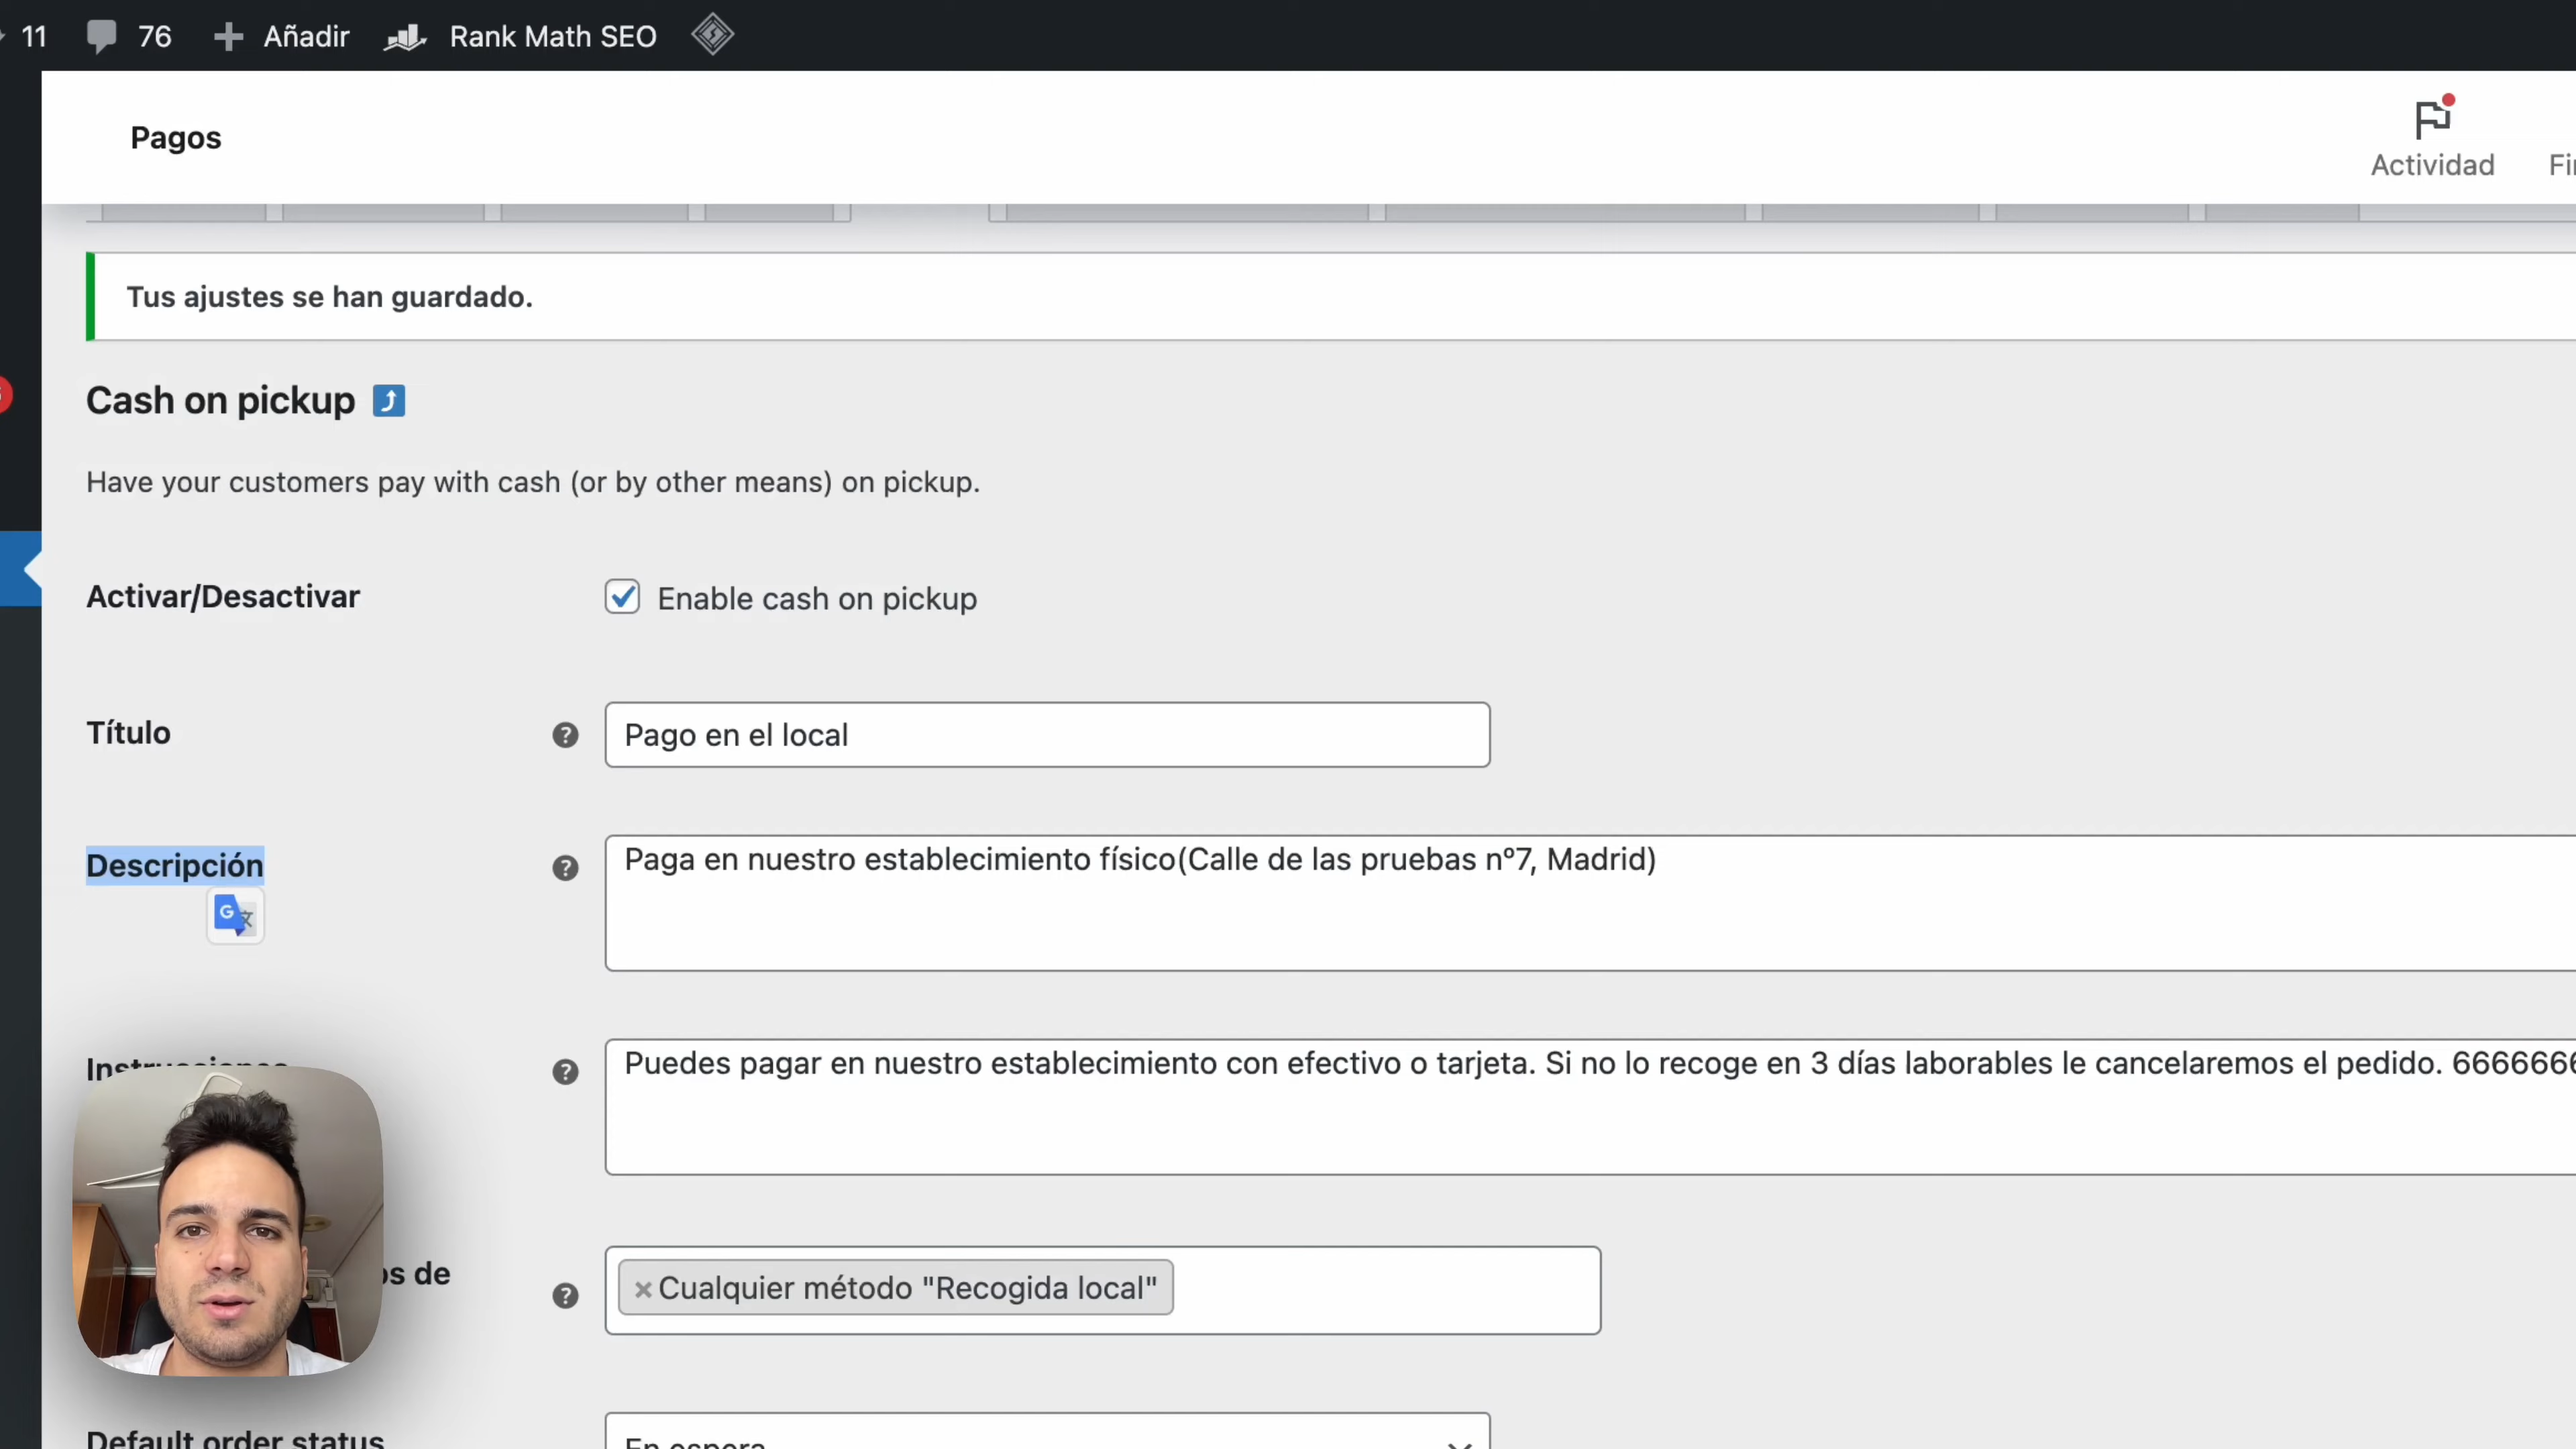 11 76 Añadir Rank Math SEO
Pagos
Actividad
Tus ajustes se han guardado.
Cash on pickup
Have your customers pay with cash (or by other means) on pickup.
Activar/Desactivar Enable cash on pickup
Título Pago en el local
Descripción Paga en nuestro establecimiento físico(Calle de las pruebas nº7, Madrid)
Instrucciones Puedes pagar en nuestro establecimiento con efectivo o tarjeta. Si no lo recoge en 3 días laborables le cancelaremos el pedido.
de Cualquier método "Recogida local"
Default order status En espera